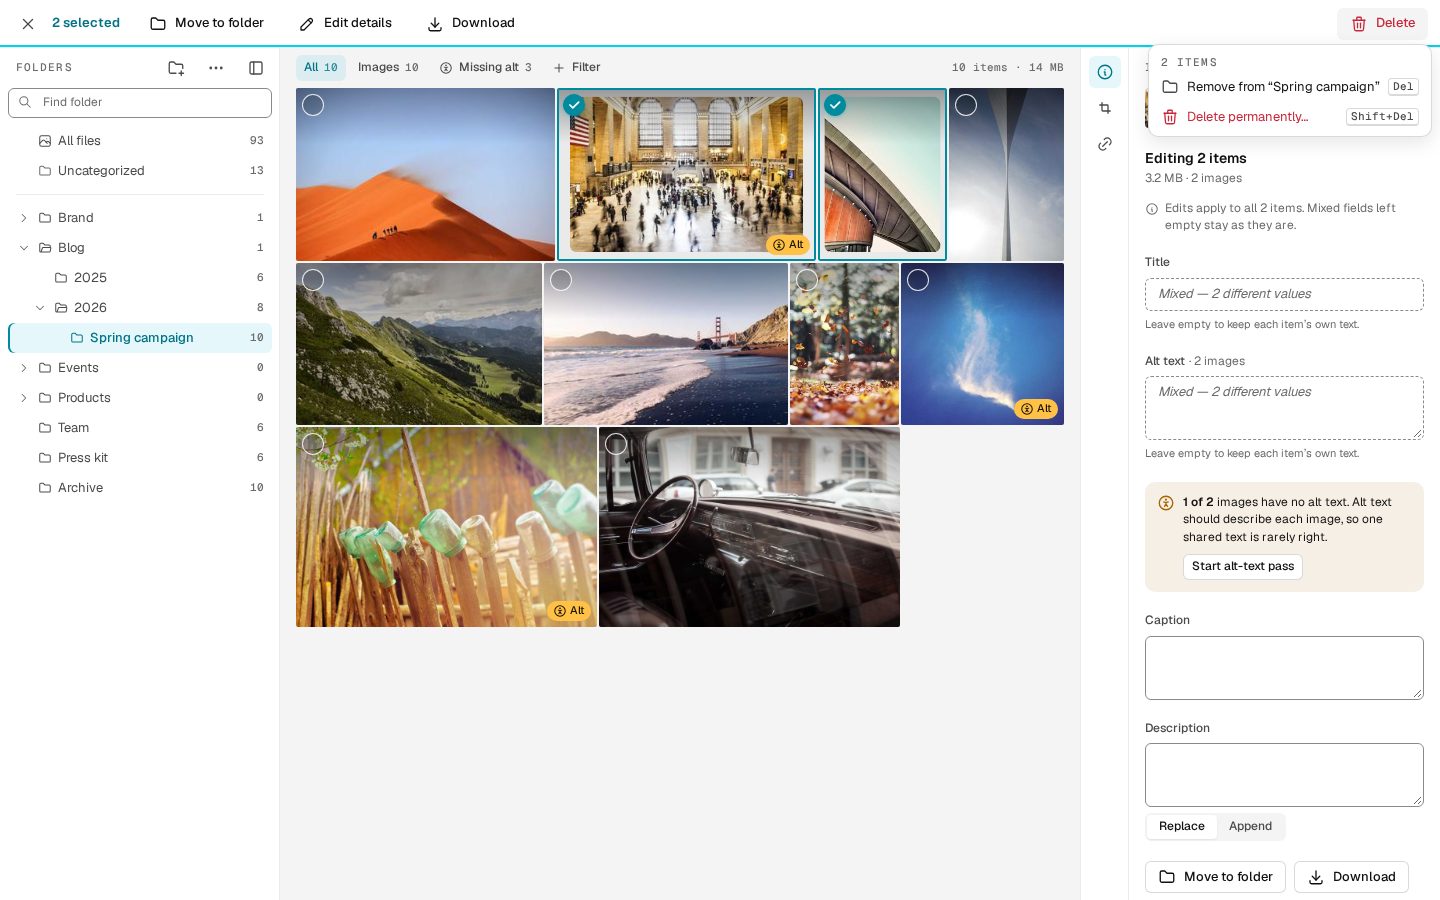 2 selected
Move to folder
Edit details
Download
Delete
FOLDERS
Find folder
All files 93
Uncategorized 13
Brand 1
Blog 1
2025 6
2026 8
Spring campaign 10
Events 0
Products 0
Team 6
Press kit 6
Archive 10
All 10
Images 10
Missing alt 3
Filter
10 items · 14 MB
Alt
Alt
Alt
2 ITEMS
Remove from “Spring campaign” Del
Delete permanently… Shift+Del
Editing 2 items
3.2 MB · 2 images
Edits apply to all 2 items. Mixed fields left
empty stay as they are.
Title
Mixed — 2 different values
Leave empty to keep each item’s own text.
Alt text · 2 images
Mixed — 2 different values
Leave empty to keep each item’s own text.
1 of 2 images have no alt text. Alt text
should describe each image, so one
shared text is rarely right.
Start alt-text pass
Caption
Description
Replace
Append
Move to folder
Download